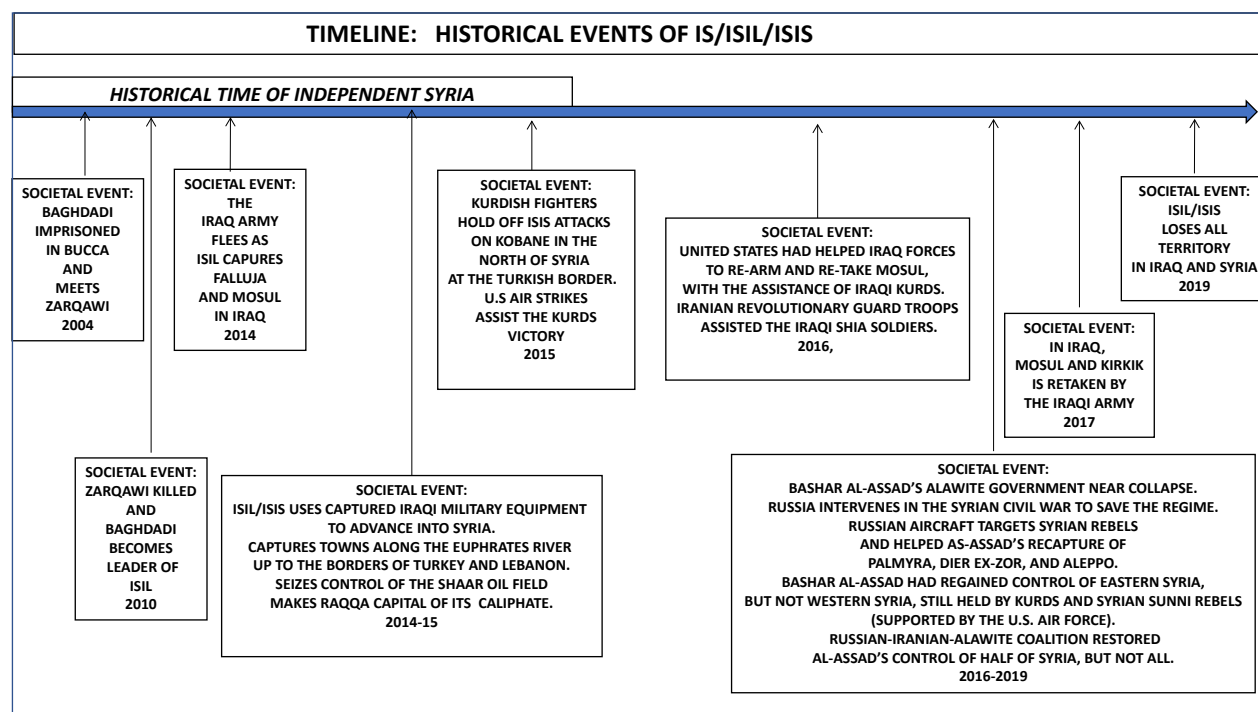 TIMELINE: HISTORICAL EVENTS OF IS/ISIL/ISIS
HISTORICAL TIME OF INDEPENDENT SYRIA
SOCIETAL EVENT:
BAGHDADI
IMPRISONED
IN BUCCA
AND
MEETS
ZARQAWI
2004
SOCIETAL EVENT:
ZARQAWI KILLED
AND
BAGHDADI
BECOMES
LEADER OF
ISIL
2010
SOCIETAL EVENT:
THE
IRAQ ARMY
FLEES AS
ISIL CAPURES
FALLUJA
AND MOSUL
IN IRAQ
2014
SOCIETAL EVENT:
ISIL/ISIS USES CAPTURED IRAQI MILITARY EQUIPMENT
TO ADVANCE INTO SYRIA.
CAPTURES TOWNS ALONG THE EUPHRATES RIVER
UP TO THE BORDERS OF TURKEY AND LEBANON.
SEIZES CONTROL OF THE SHAAR OIL FIELD
MAKES RAQQA CAPITAL OF ITS CALIPHATE.
2014-15
SOCIETAL EVENT:
KURDISH FIGHTERS
HOLD OFF ISIS ATTACKS
ON KOBANE IN THE
NORTH OF SYRIA
AT THE TURKISH BORDER.
U.S AIR STRIKES
ASSIST THE KURDS
VICTORY
2015
SOCIETAL EVENT:
UNITED STATES HAD HELPED IRAQ FORCES
TO RE-ARM AND RE-TAKE MOSUL,
WITH THE ASSISTANCE OF IRAQI KURDS.
IRANIAN REVOLUTIONARY GUARD TROOPS
ASSISTED THE IRAQI SHIA SOLDIERS.
2016,
SOCIETAL EVENT:
BASHAR AL-ASSAD'S ALAWITE GOVERNMENT NEAR COLLAPSE.
RUSSIA INTERVENES IN THE SYRIAN CIVIL WAR TO SAVE THE REGIME.
RUSSIAN AIRCRAFT TARGETS SYRIAN REBELS
AND HELPED AS-ASSAD'S RECAPTURE OF
PALMYRA, DIER EX-ZOR, AND ALEPPO.
BASHAR AL-ASSAD HAD REGAINED CONTROL OF EASTERN SYRIA,
BUT NOT WESTERN SYRIA, STILL HELD BY KURDS AND SYRIAN SUNNI REBELS
(SUPPORTED BY THE U.S. AIR FORCE).
RUSSIAN-IRANIAN-ALAWITE COALITION RESTORED
AL-ASSAD'S CONTROL OF HALF OF SYRIA, BUT NOT ALL.
2016-2019
SOCIETAL EVENT:
IN IRAQ,
MOSUL AND KIRKIK
IS RETAKEN BY
THE IRAQI ARMY
2017
SOCIETAL EVENT:
ISIL/ISIS
LOSES ALL
TERRITORY
IN IRAQ AND SYRIA
2019